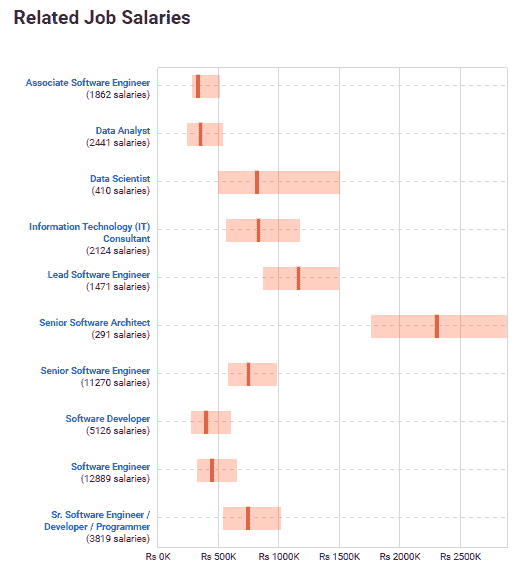 Related Job Salaries
Associate Software Engineer
(1862 salaries)
Data Analyst
(2441 salaries)
Data Scientist
(410 salaries)
Information Technology (IT)
Consultant
(2124 salaries)
Lead Software Engineer
(1471 salaries)
Senior Software Architect
(291 salaries)
Senior Software Engineer
(11270 salaries)
Software Developer
(5126 salaries)
Software Engineer
(12889 salaries)
Sr. Software Engineer /
Developer / Programmer
(3819 salaries)
Rs 0K Rs 500K Rs 1000K Rs 1500K Rs 2000K Rs 2500K